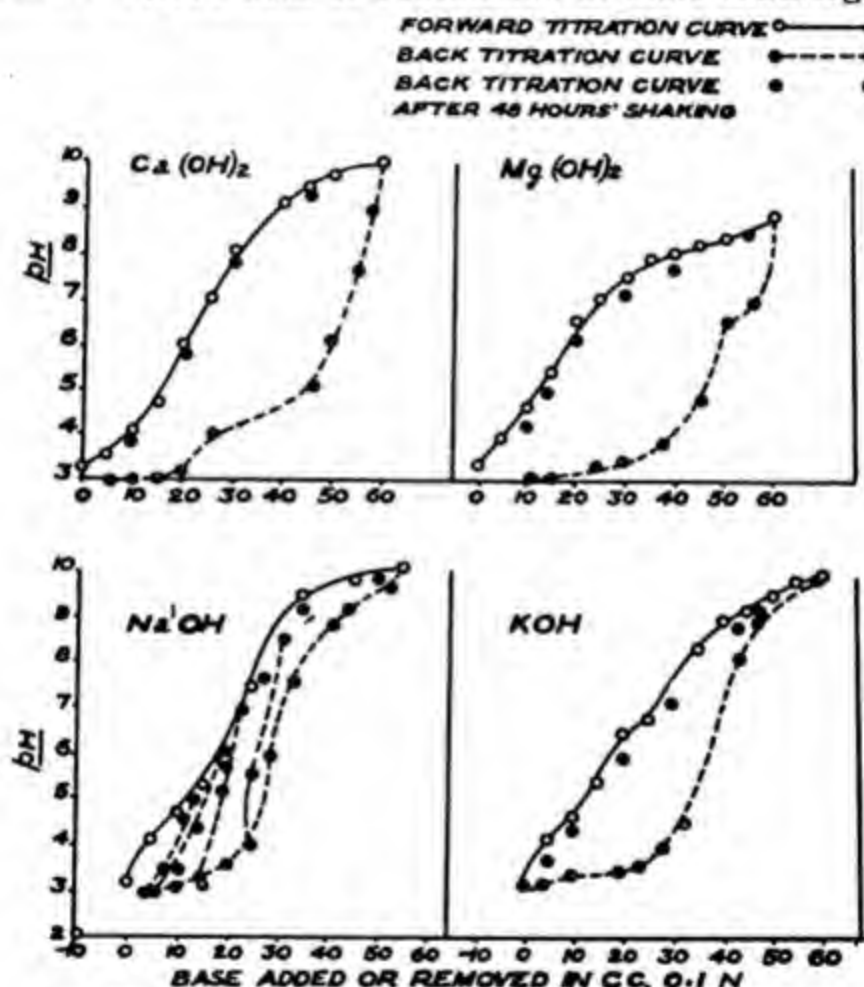 FORWARD TITRATION CURVE
BACK TITRATION CURVE
BACK TITRATION CURVE
AFTER 48 HOURS' SHAKING
Ca (OH)2
Mg (OH)2
pH
10
9
8
7
6
5
4
3
0 10 20 30 40 50 60
0 10 20 30 40 50 60
NaOH
KOH
pH
10
9
8
7
6
5
4
3
2
-10 0 10 20 30 40 50 60
-10 0 10 20 30 40 50 60
BASE ADDED OR REMOVED IN C.C. 0.1 N